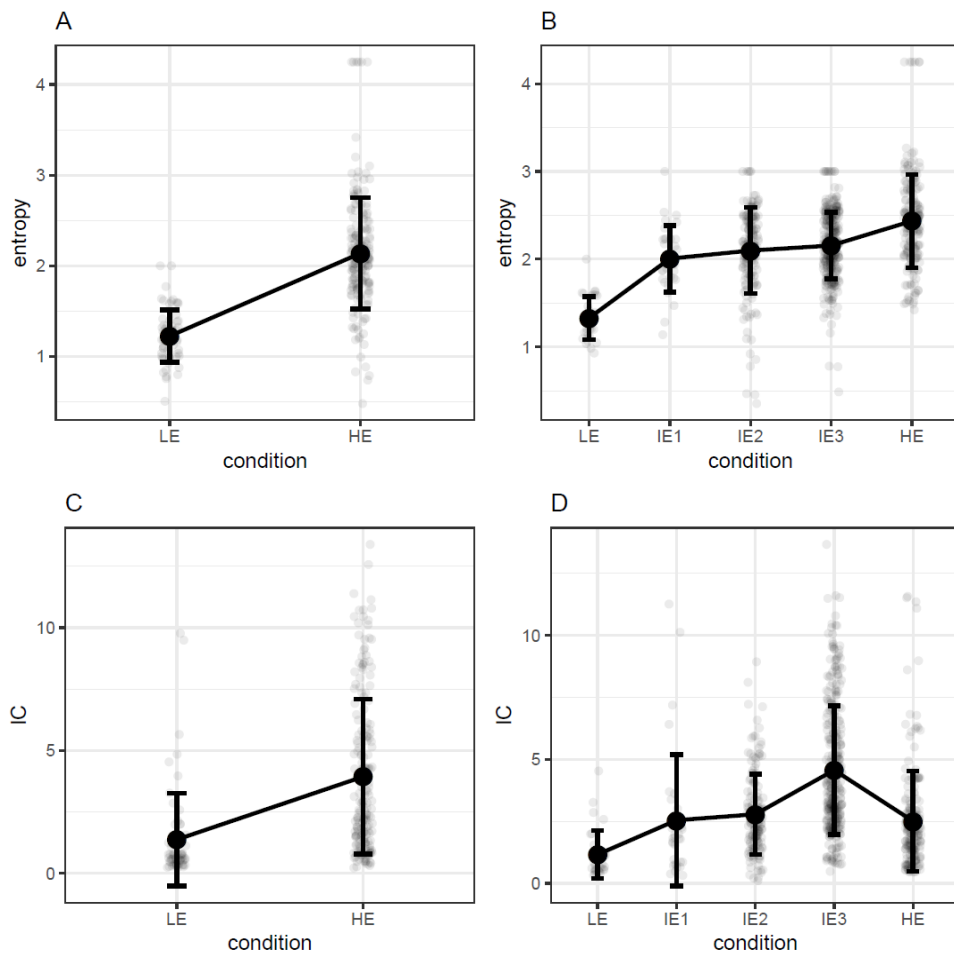 A
4
3
2
1
entropy
LE HE
condition
B
4
3
2
1
entropy
LE IE1 IE2 IE3 HE
condition
C
10
5
0
IC
LE HE
condition
D
10
5
0
IC
LE IE1 IE2 IE3 HE
condition